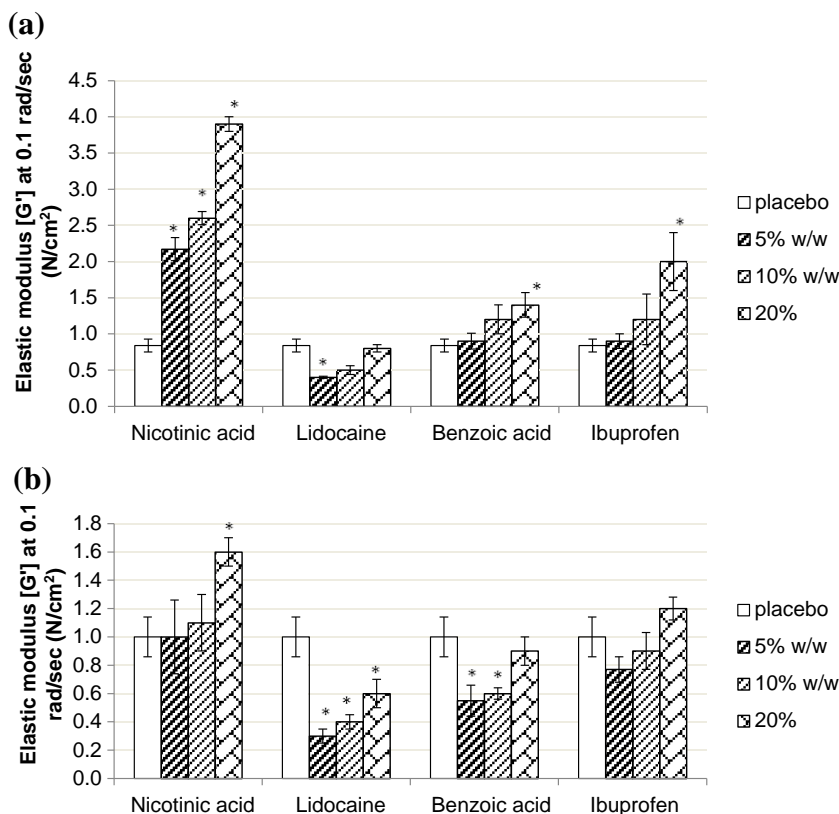 (a)
Elastic modulus [G'] at 0.1 rad/sec
(N/cm²)
4.5
4.0
3.5
3.0
2.5
2.0
1.5
1.0
0.5
0.0
*
*
*
*
*
*
Nicotinic acid Lidocaine Benzoic acid Ibuprofen
placebo
5% w/w
10% w/w
20%
(b)
Elastic modulus [G'] at 0.1
rad/sec (N/cm²)
1.8
1.6
1.4
1.2
1.0
0.8
0.6
0.4
0.2
0.0
*
*
*
*
*
*
Nicotinic acid Lidocaine Benzoic acid Ibuprofen
placebo
5% w/w
10% w/w
20%